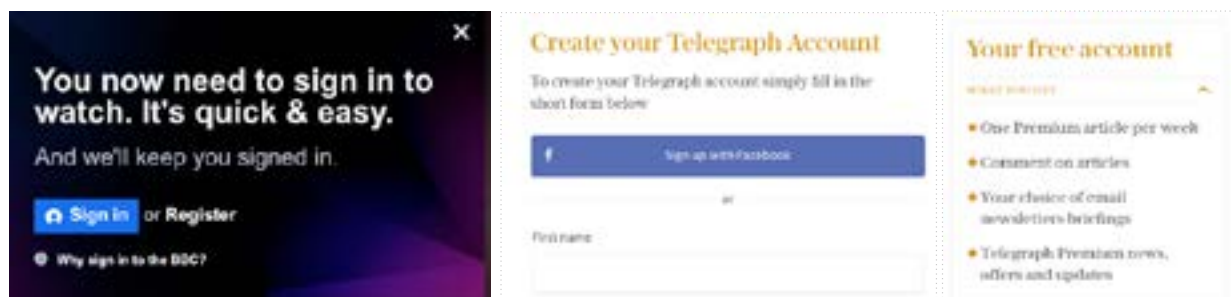 You now need to sign in to
watch. It's quick & easy.
And we'll keep you signed in.
Sign in or Register
Why sign in to the BBC?
Create your Telegraph Account
To create your Telegraph account simply fill in the
short form below
f Sign up with Facebook
or
First name
Your free account
WHAT YOU GET
One Premium article per week
Comment on articles
Your choice of email
newsletters briefings
Telegraph Premium news,
offers and updates